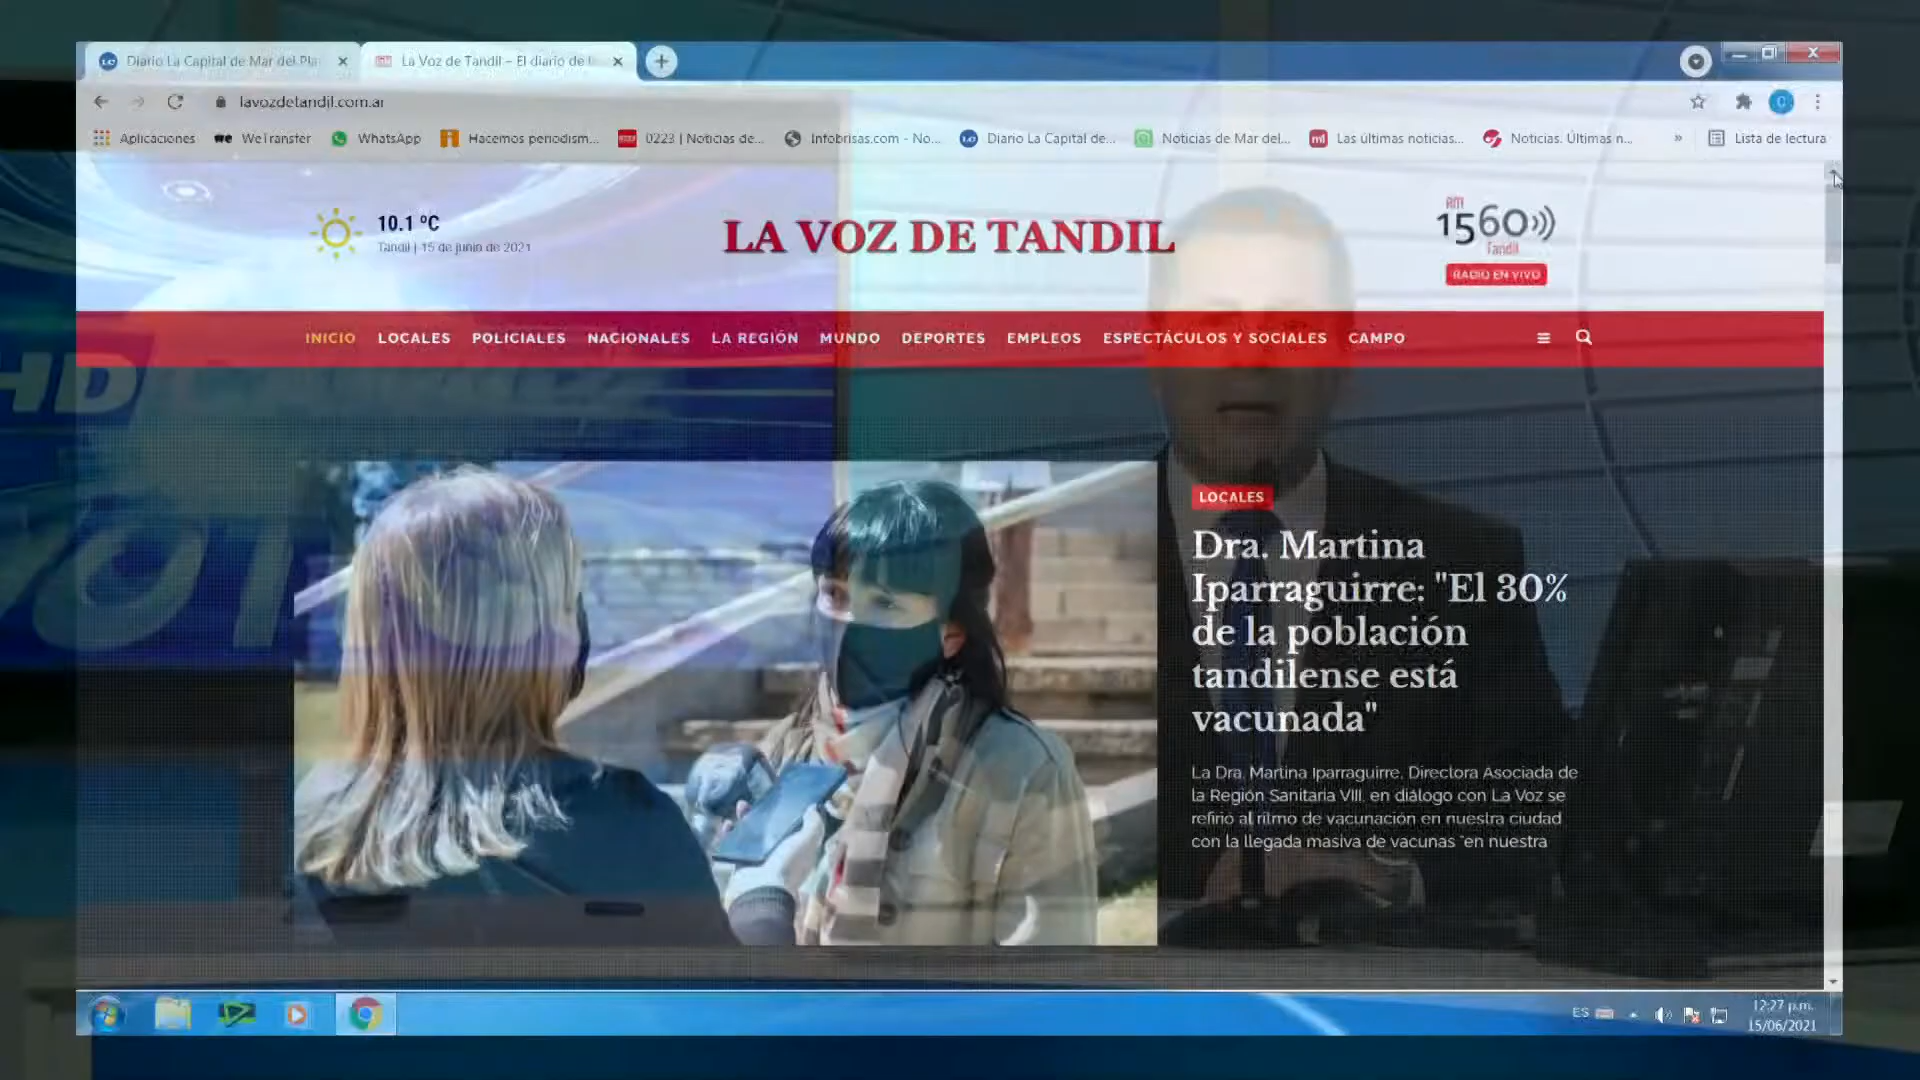 Diario La Capital de Mar del Pla
La Voz de Tandil – El diario de
lavozdetandil.com.ar
Aplicaciones
WeTransfer
WhatsApp
Hacemos periodism...
0223 | Noticias de...
Infobrisas.com - No...
Diario La Capital de...
Noticias de Mar del...
Las últimas noticias...
Noticias. Últimas n...
»
Lista de lectura
10.1 ºC
Tandil | 15 de junio de 2021
LA VOZ DE TANDIL
AM
1560
Tandil
RADIO EN VIVO
INICIO
LOCALES
POLICIALES
NACIONALES
LA REGIÓN
MUNDO
DEPORTES
EMPLEOS
ESPECTÁCULOS Y SOCIALES
CAMPO
HD
LOCALES
Dra. Martina
Iparraguirre: "El 30%
de la población
tandilense está
vacunada"
La Dra. Martina Iparraguirre, Directora Asociada de
la Región Sanitaria VIII, en diálogo con La Voz se
refirió al ritmo de vacunación en nuestra ciudad
con la llegada masiva de vacunas "en nuestra
ES
12:27 p.m.
15/06/2021